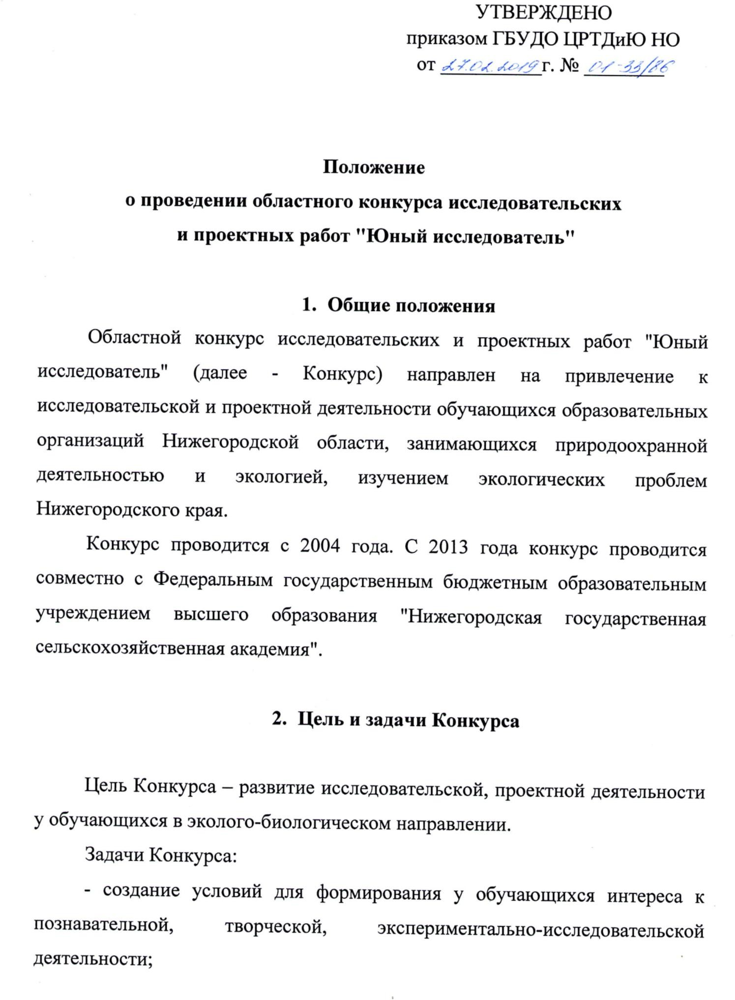 УТВЕРЖДЕНО
приказом ГБУДО ЦРТДиЮ НО
от 27.02.2019г. № 01-33/86
Положение
о проведении областного конкурса исследовательских
и проектных работ "Юный исследователь"
1. Общие положения
Областной конкурс исследовательских и проектных работ "Юный
исследователь" (далее - Конкурс) направлен на привлечение к
исследовательской и проектной деятельности обучающихся образовательных
организаций Нижегородской области, занимающихся природоохранной
деятельностью и экологией, изучением экологических проблем
Нижегородского края.
Конкурс проводится с 2004 года. С 2013 года конкурс проводится
совместно с Федеральным государственным бюджетным образовательным
учреждением высшего образования "Нижегородская государственная
сельскохозяйственная академия".
2. Цель и задачи Конкурса
Цель Конкурса – развитие исследовательской, проектной деятельности
у обучающихся в эколого-биологическом направлении.
Задачи Конкурса:
- создание условий для формирования у обучающихся интереса к
познавательной, творческой, экспериментально-исследовательской
деятельности;